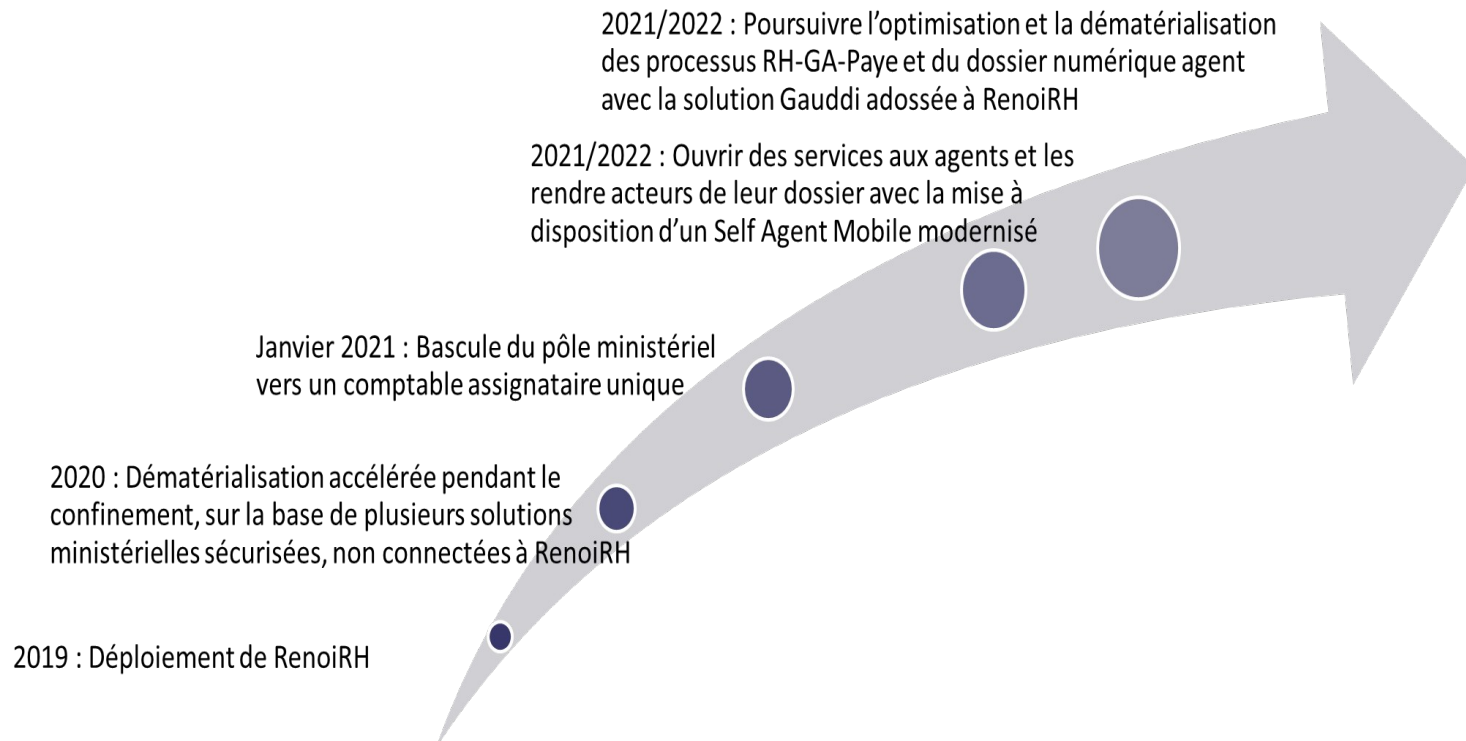 2021/2022 : Poursuivre l’optimisation et la dématérialisation
des processus RH-GA-Paye et du dossier numérique agent
avec la solution Gauddi adossée à RenoiRH
2021/2022 : Ouvrir des services aux agents et les
rendre acteurs de leur dossier avec la mise à
disposition d’un Self Agent Mobile modernisé
Janvier 2021 : Bascule du pôle ministériel
vers un comptable assignataire unique
2020 : Dématérialisation accélérée pendant le
confinement, sur la base de plusieurs solutions
ministérielles sécurisées, non connectées à RenoiRH
2019 : Déploiement de RenoiRH